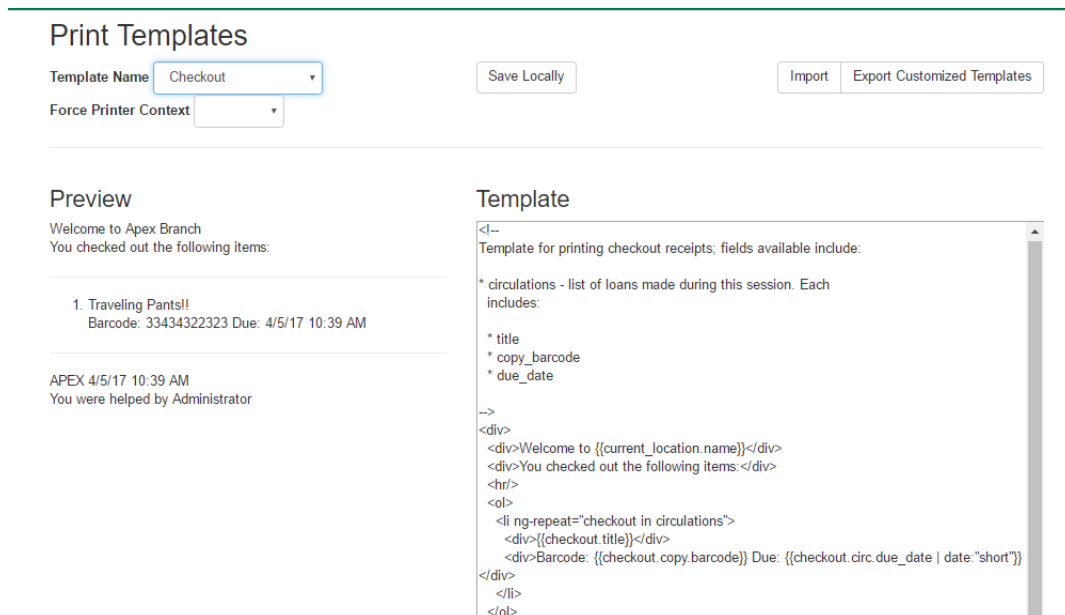 Print Templates
Template Name Checkout Save Locally Import Export Customized Templates
Force Printer Context
Preview
Welcome to Apex Branch
You checked out the following items:
1. Traveling Pants!!
Barcode: 33434322323 Due: 4/5/17 10:39 AM
APEX 4/5/17 10:39 AM
You were helped by Administrator
Template
<!--
Template for printing checkout receipts; fields available include:
* circulations - list of loans made during this session. Each
includes:
* title
* copy_barcode
* due_date
-->
<div>
<div>Welcome to {{current_location.name}}</div>
<div>You checked out the following items:</div>
<hr/>
<ol>
<li ng-repeat="checkout in circulations">
<div>{{checkout.title}}</div>
<div>Barcode: {{checkout.copy.barcode}} Due: {{checkout.circ.due_date | date:"short"}}
</div>
</li>
</ol>